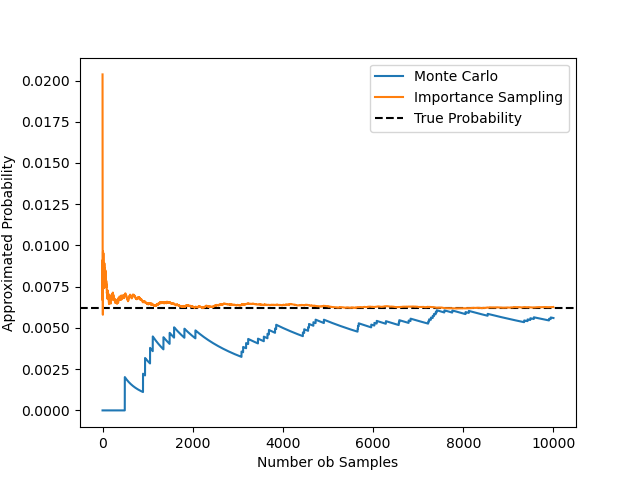 0.0200
0.0175
0.0150
0.0125
0.0100
0.0075
0.0050
0.0025
0.0000
Approximated Probability
Monte Carlo
Importance Sampling
True Probability
0 2000 4000 6000 8000 10000
Number ob Samples